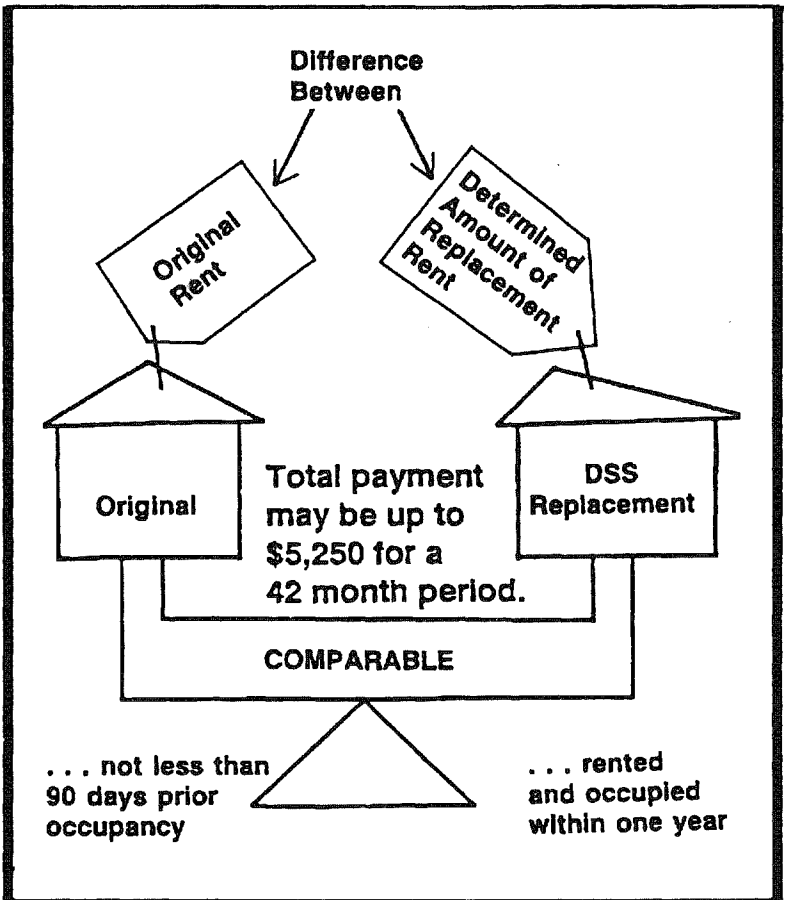 Difference
Between
Original
Rent
Determined
Amount of
Replacement
Rent
Original
Total payment
may be up to
$5,250 for a
42 month period.
DSS
Replacement
COMPARABLE
. . . not less than
90 days prior
occupancy
. . . rented
and occupied
within one year